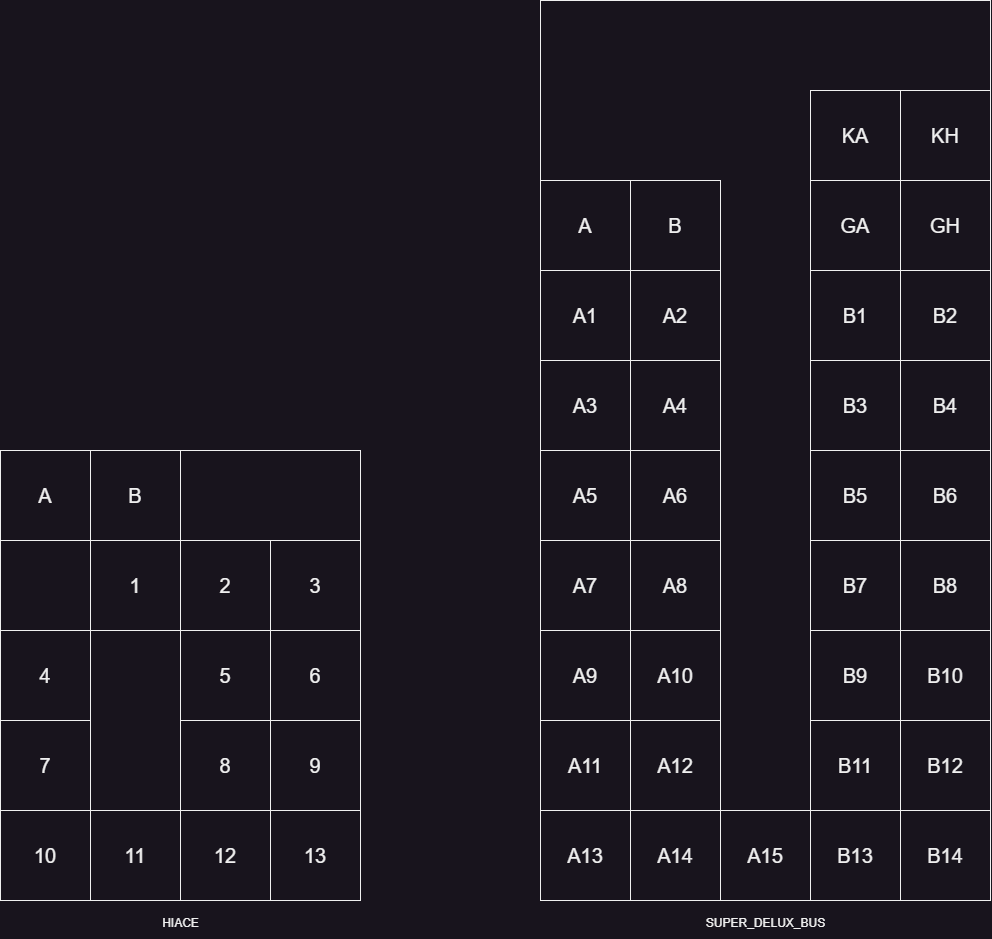 KA KH
A B GA GH
A1 A2 B1 B2
A3 A4 B3 B4
A B A5 A6 B5 B6
1 2 3 A7 A8 B7 B8
4 5 6 A9 A10 B9 B10
7 8 9 A11 A12 B11 B12
10 11 12 13 A13 A14 A15 B13 B14
HIACE SUPER_DELUX_BUS